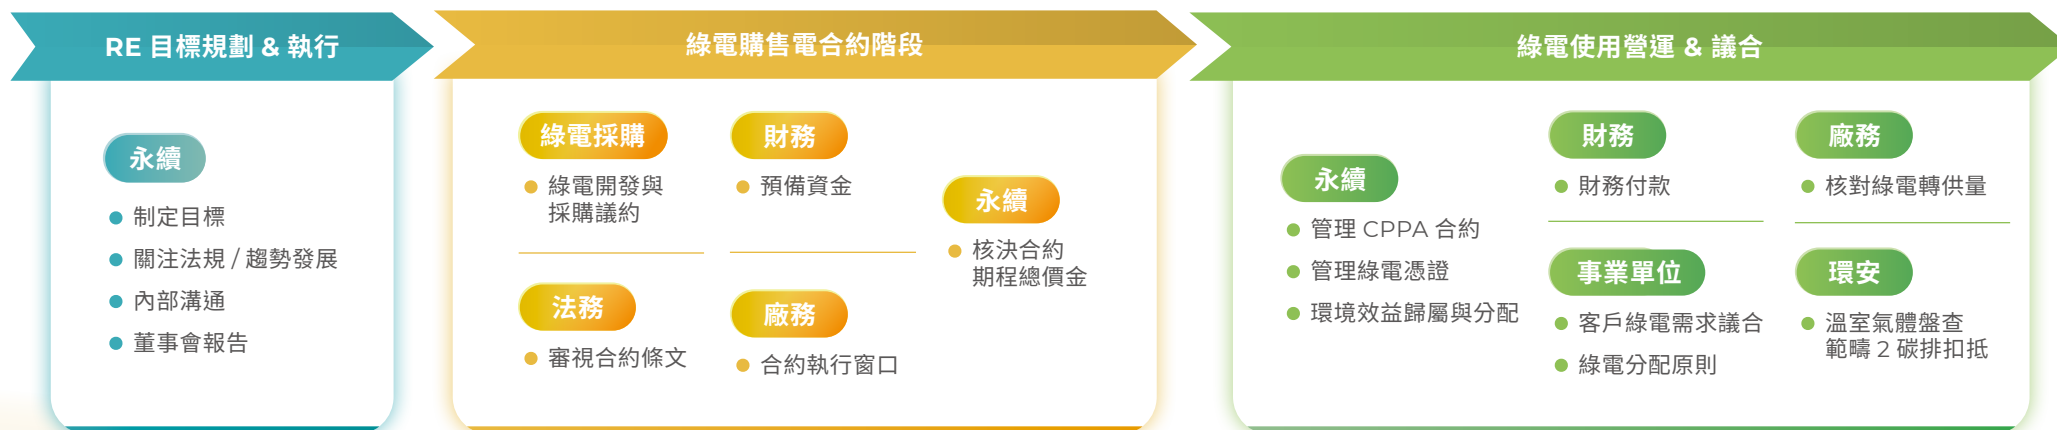 RE 目標規劃 & 執行
永續
制定目標
關注法規 / 趨勢發展
內部溝通
董事會報告
綠電購售電合約階段
綠電採購
綠電開發與
採購議約
法務
審視合約條文
財務
預備資金
廠務
合約執行窗口
永續
核決合約
期程總價金
綠電使用營運 & 議合
永續
管理 CPPA 合約
管理綠電憑證
環境效益歸屬與分配
財務
財務付款
事業單位
客戶綠電需求議合
綠電分配原則
廠務
核對綠電轉供量
環安
溫室氣體盤查
範疇 2 碳排扣抵